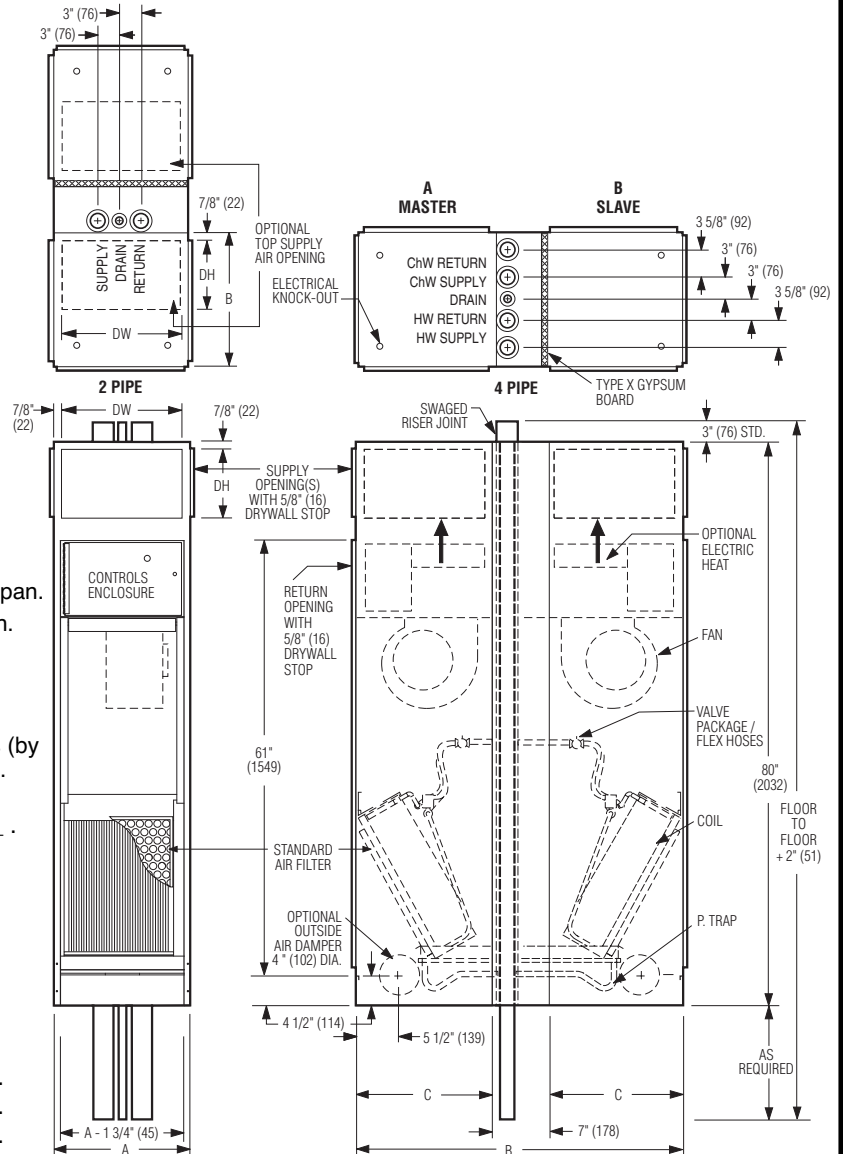 3" (76)
3" (76)
7/8" (22)
OPTIONAL
TOP SUPPLY
AIR OPENING
ELECTRICAL
KNOCK-OUT
SUPPLY
DRAIN
RETURN
DH
B
DW
2 PIPE
A
MASTER
B
SLAVE
ChW RETURN
ChW SUPPLY
DRAIN
HW RETURN
HW SUPPLY
3 5/8" (92)
3" (76)
3" (76)
3 5/8" (92)
4 PIPE
TYPE X GYPSUM
BOARD
7/8"
(22)
DW
7/8" (22)
DH
SWAGED
RISER JOINT
3" (76) STD.
SUPPLY
OPENING(S)
WITH 5/8" (16)
DRYWALL STOP
CONTROLS
ENCLOSURE
RETURN
OPENING
WITH
5/8" (16)
DRYWALL
STOP
OPTIONAL
ELECTRIC
HEAT
FAN
VALVE
PACKAGE /
FLEX HOSES
61"
(1549)
80"
(2032)
FLOOR
TO
FLOOR
+ 2" (51)
COIL
STANDARD
AIR FILTER
OPTIONAL
OUTSIDE
AIR DAMPER
4 " (102) DIA.
P. TRAP
4 1/2" (114)
5 1/2" (139)
AS
REQUIRED
C
C
7" (178)
A - 1 3/4" (45)
A
B
pan.
(by